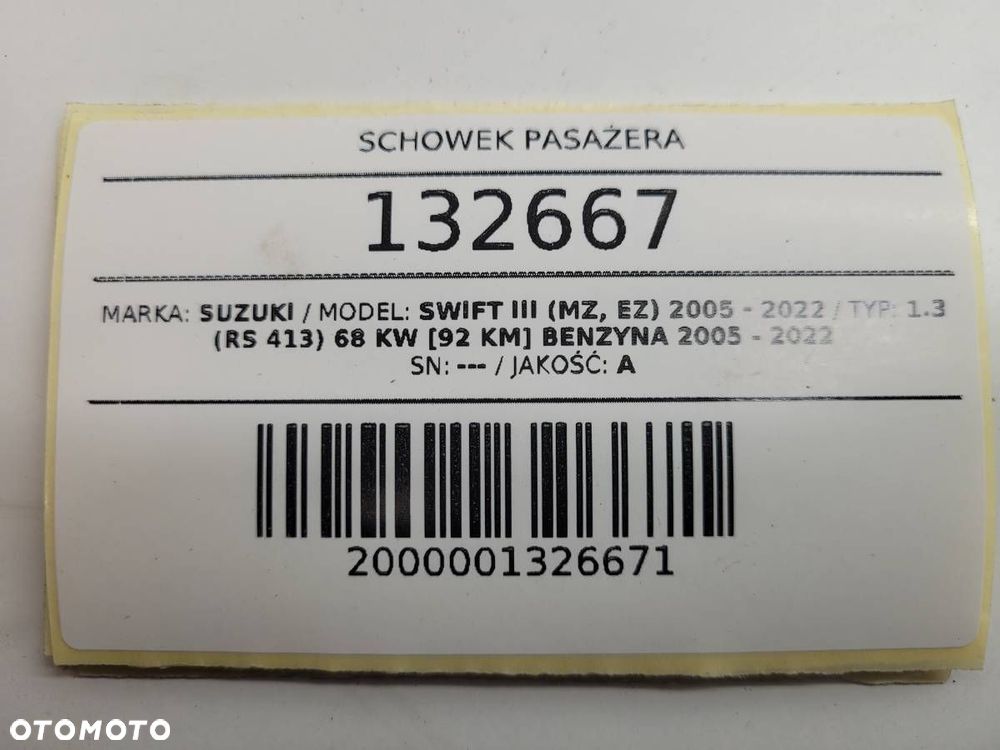 SCHOWEK PASAŻERA
132667
MARKA: SUZUKI / MODEL: SWIFT III (MZ, EZ) 2005 - 2022 / TYP: 1.3
(RS 413) 68 KW [92 KM] BENZYNA 2005 - 2022
SN: --- / JAKOŚĆ: A
2000001326671
OTOMOTO